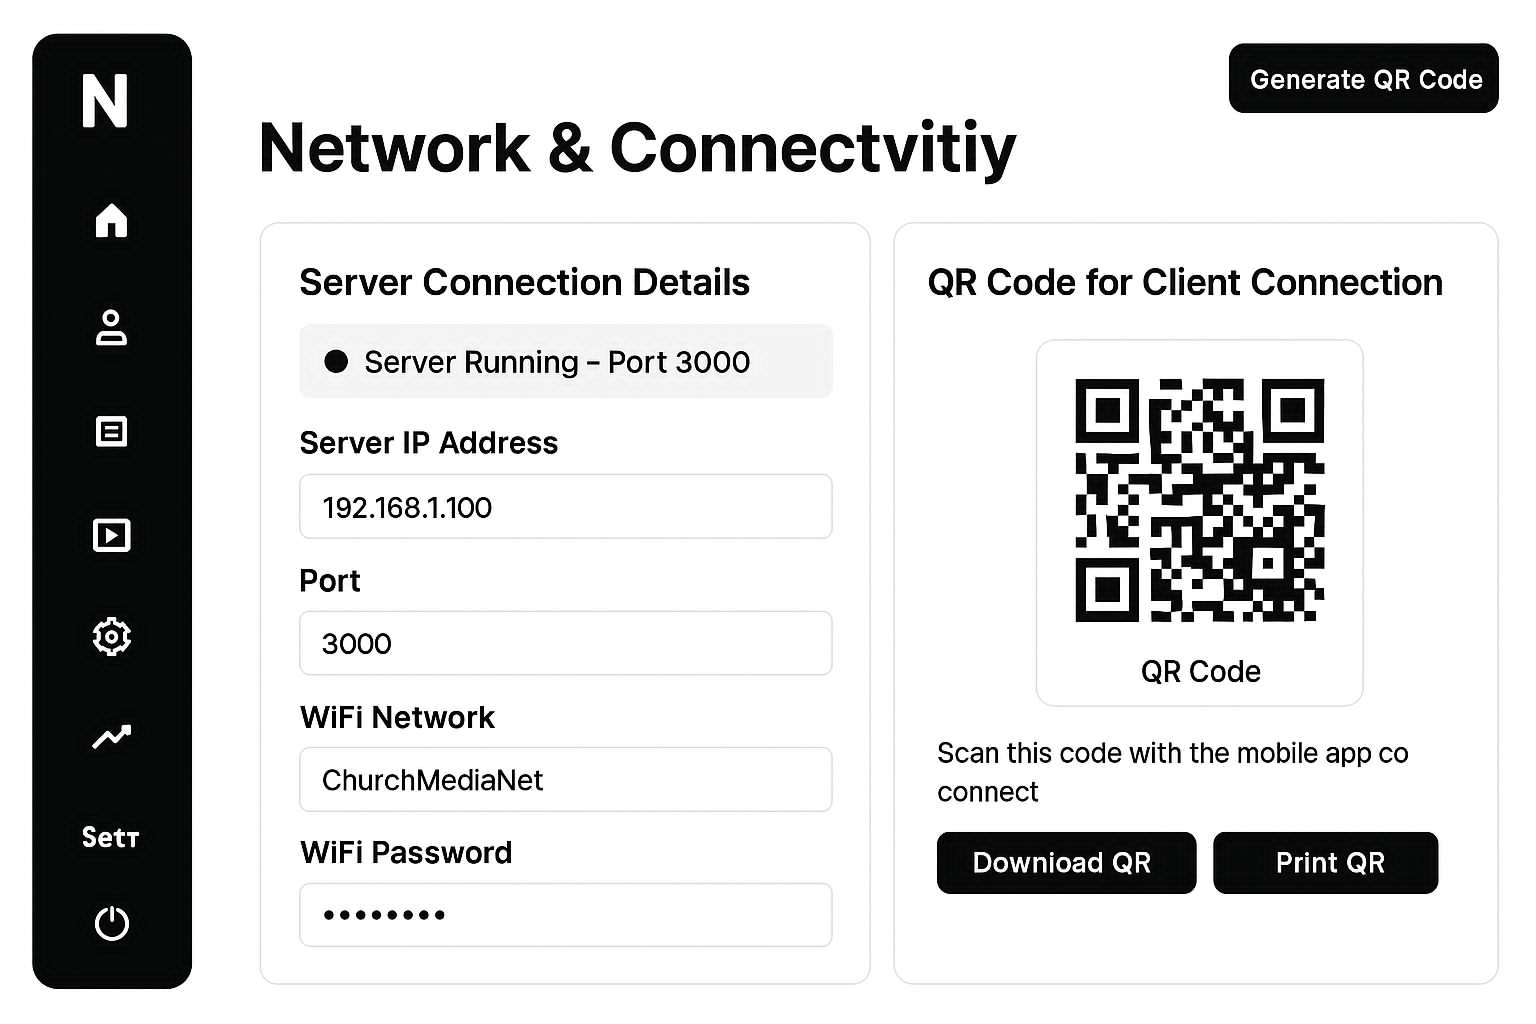 N
Generate QR Code
Network & Connectvitiy
Server Connection Details
Server Running – Port 3000
Server IP Address
192.168.1.100
Port
3000
WiFi Network
ChurchMediaNet
WiFi Password
••••••••
QR Code for Client Connection
QR Code
Scan this code with the mobile app co
connect
Downioad QR
Print QR
Setт